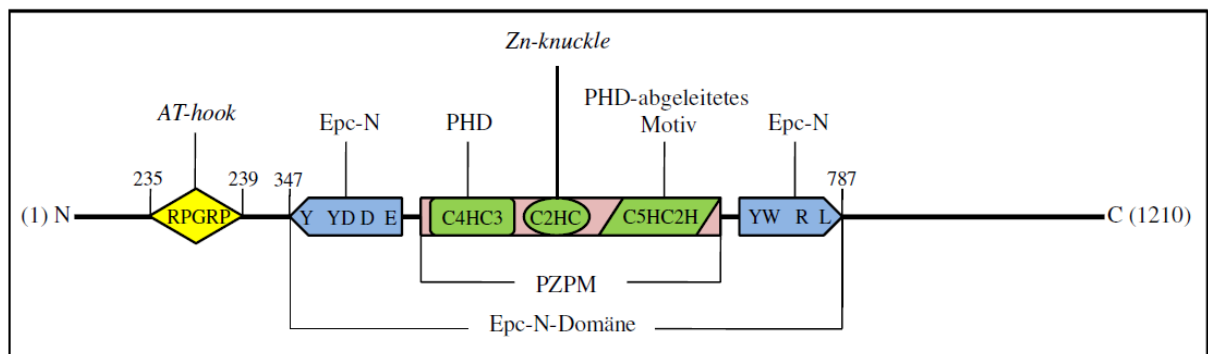 Zn-knuckle
AT-hook
Epc-N
PHD
PHD-abgeleitetes
Motiv
Epc-N
235
239
347
787
(1) N
RPGRP
Y YD D E
C4HC3
C2HC
C5HC2H
YW R L
C (1210)
PZPM
Epc-N-Domäne